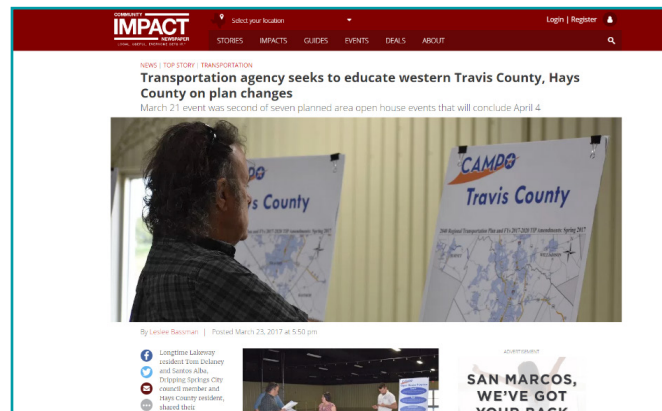 COMMUNITY
IMPACT
NEWSPAPER
Select your location
Login | Register
STORIES IMPACTS GUIDES EVENTS DEALS ABOUT
NEWS | TOP STORY | TRANSPORTATION
Transportation agency seeks to educate western Travis County, Hays
County on plan changes
March 21 event was second of seven planned area open house events that will conclude April 4
CAMPO
Travis County
By Leslee Bassman | Posted March 23, 2017 at 5:50 pm
Longtime Lakeway
resident Tom Delaney
and Santos Alba,
Dripping Springs City
council member and
Hays County resident,
shared their
ADVERTISEMENT
SAN MARCOS,
WE'VE GOT
YOUR BACK